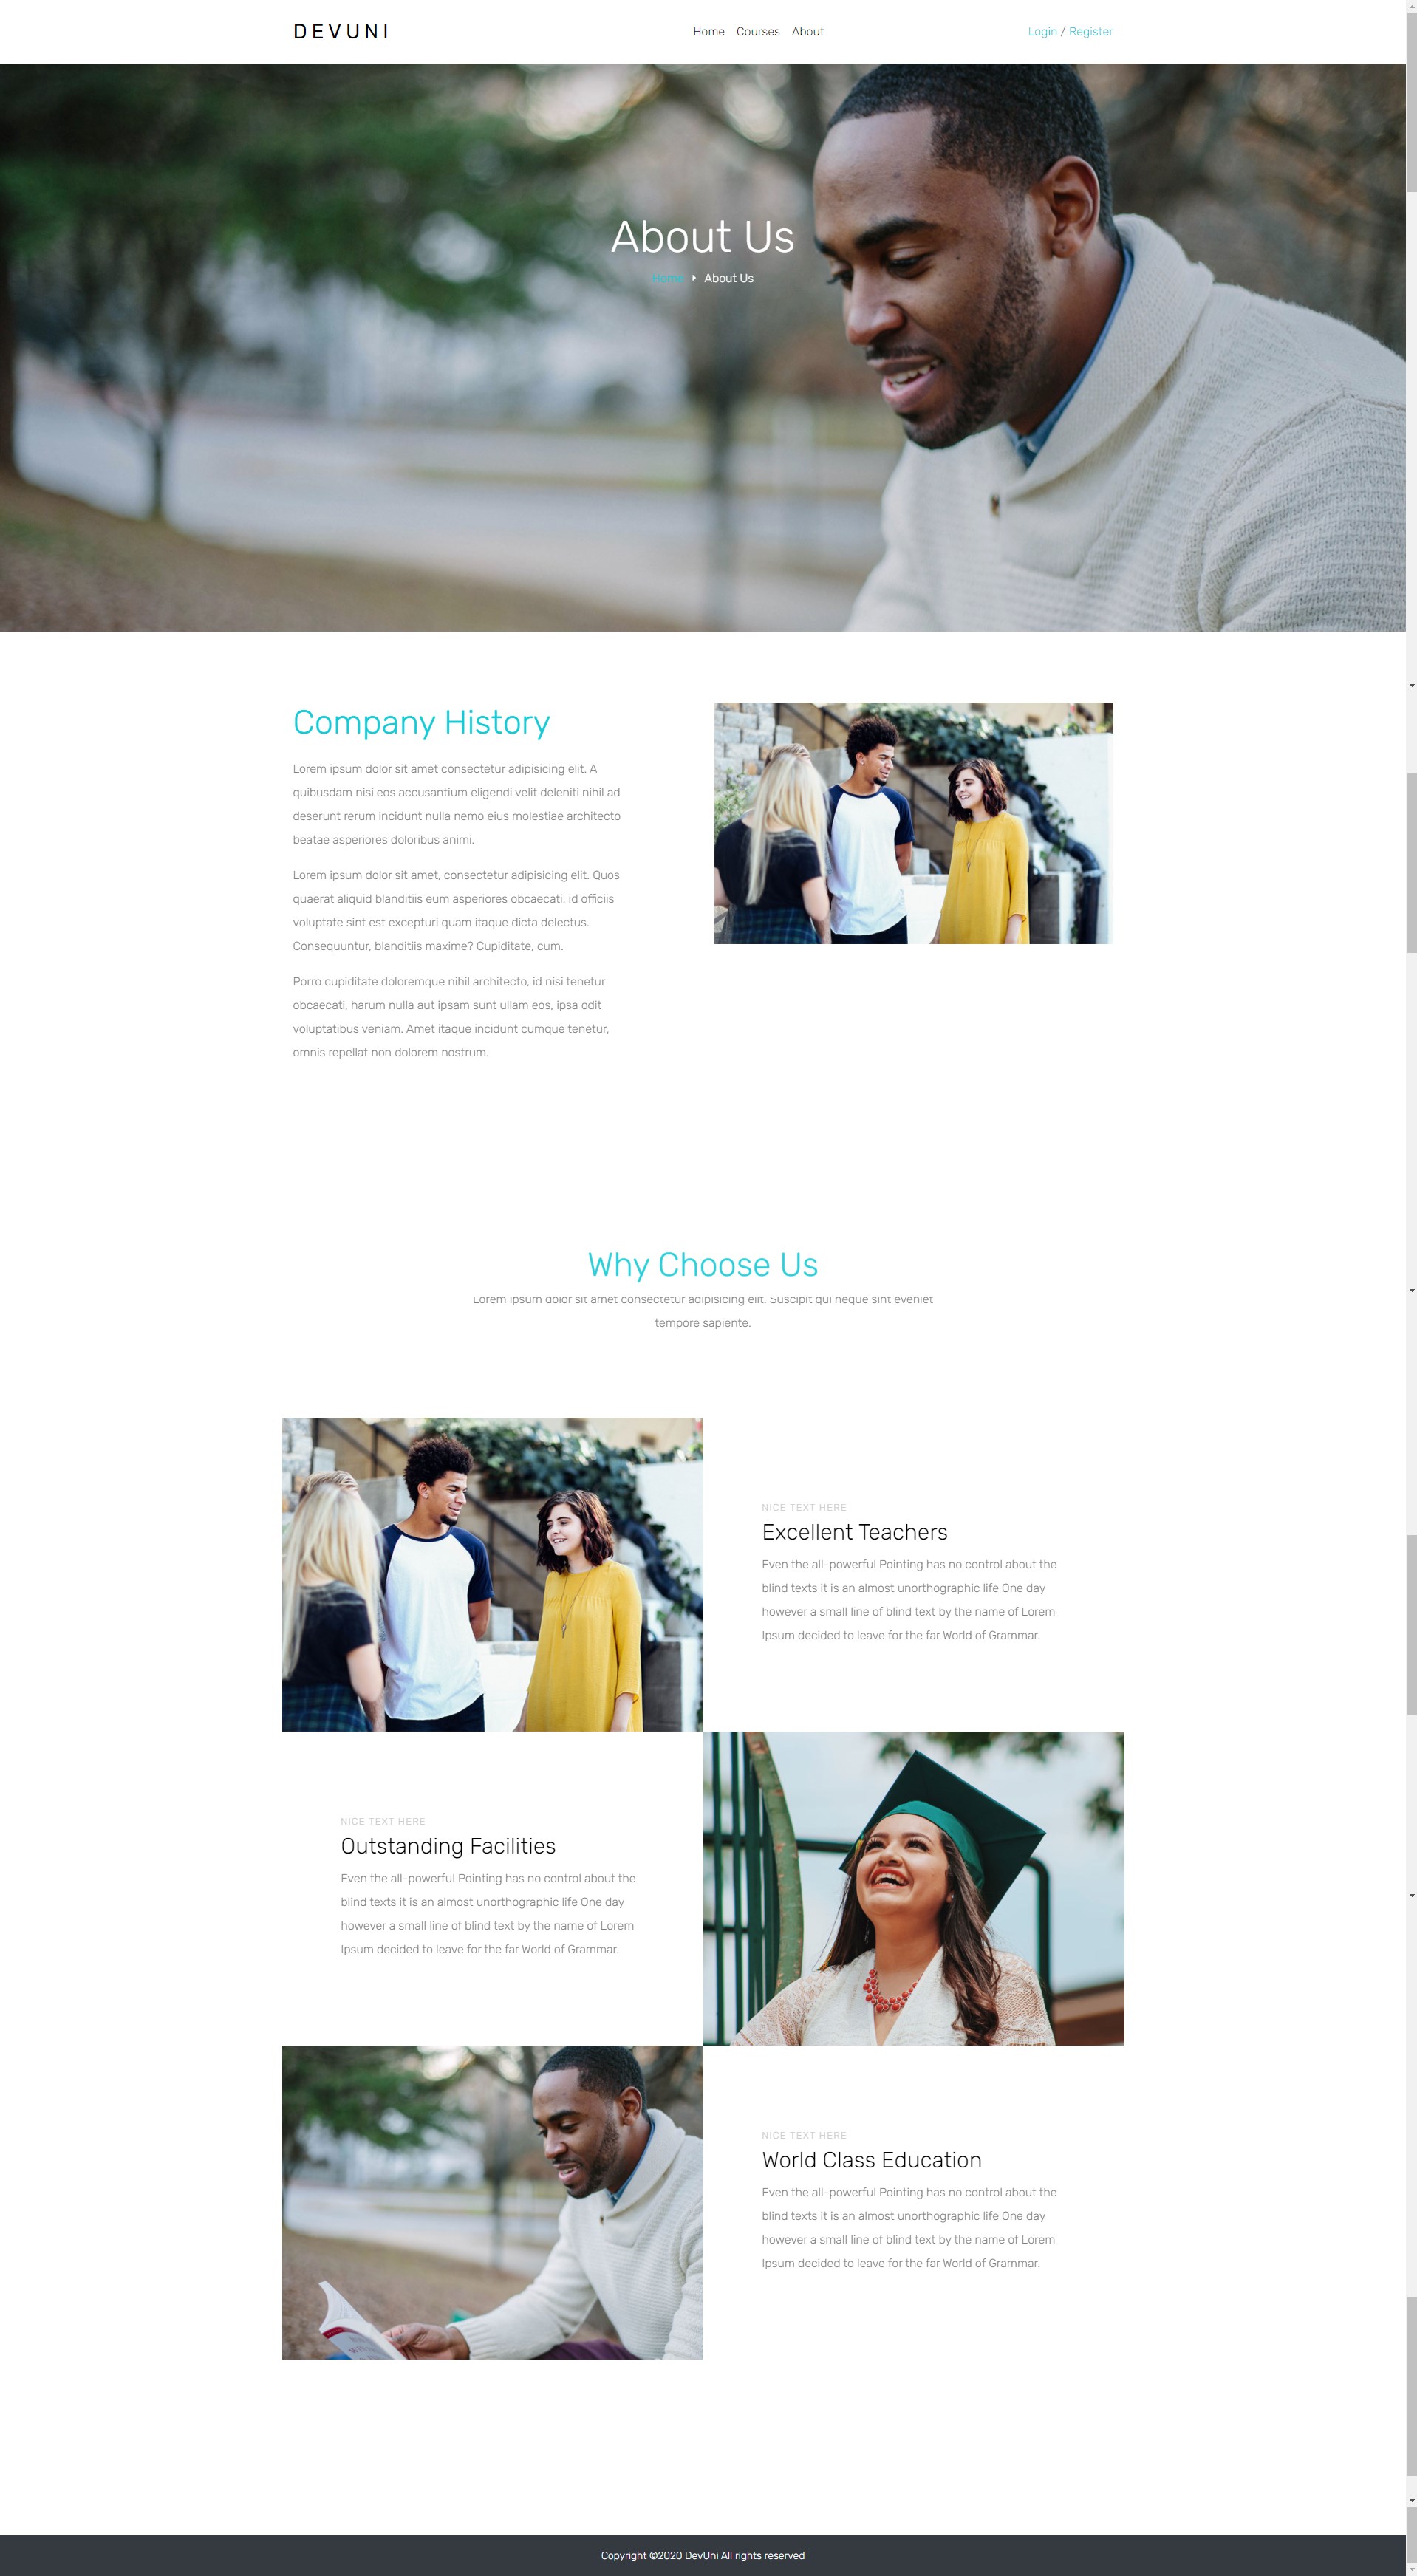 DEVUNI
Home Courses About
Login / Register
About Us
Home About Us
Company History
Lorem ipsum dolor sit amet consectetur adipisicing elit. A
quibusdam nisi eos accusantium eligendi velit deleniti nihil ad
deserunt rerum incidunt nulla nemo eius molestiae architecto
beatae asperiores doloribus animi.
Lorem ipsum dolor sit amet, consectetur adipisicing elit. Quos
quaerat aliquid blanditiis eum asperiores obcaecati, id officiis
voluptate sint est excepturi quam itaque dicta delectus.
Consequuntur, blanditiis maxime? Cupiditate, cum.
Porro cupiditate doloremque nihil architecto, id nisi tenetur
obcaecati, harum nulla aut ipsam sunt ullam eos, ipsa odit
voluptatibus veniam. Amet itaque incidunt cumque tenetur,
omnis repellat non dolorem nostrum.
Why Choose Us
Lorem ipsum dolor sit amet consectetur adipisicing elit. Suscipit qui neque sint eveniet
tempore sapiente.
NICE TEXT HERE
Excellent Teachers
Even the all-powerful Pointing has no control about the
blind texts it is an almost unorthographic life One day
however a small line of blind text by the name of Lorem
Ipsum decided to leave for the far World of Grammar.
NICE TEXT HERE
Outstanding Facilities
Even the all-powerful Pointing has no control about the
blind texts it is an almost unorthographic life One day
however a small line of blind text by the name of Lorem
Ipsum decided to leave for the far World of Grammar.
NICE TEXT HERE
World Class Education
Even the all-powerful Pointing has no control about the
blind texts it is an almost unorthographic life One day
however a small line of blind text by the name of Lorem
Ipsum decided to leave for the far World of Grammar.
Copyright ©2020 DevUni All rights reserved